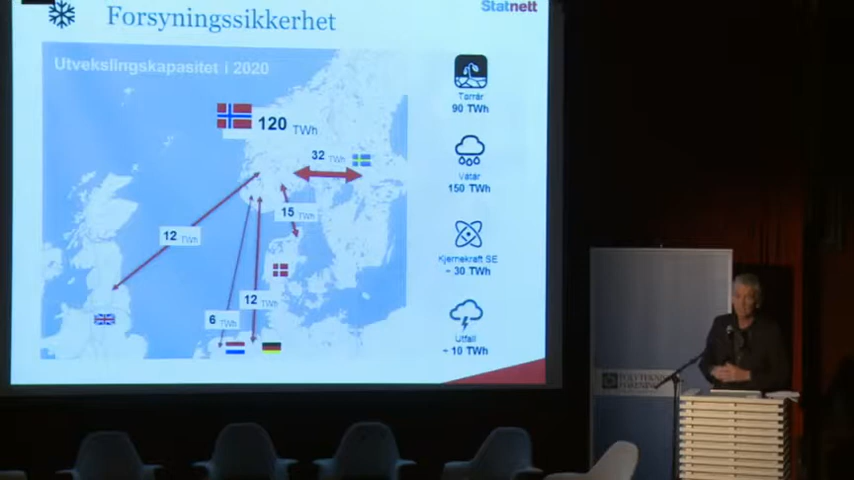 Forsyningssikkerhet
Statnett
Utvekslingskapasitet i 2020
120 TWh
32 TWh
15 TWh
12 TWh
12 TWh
6 TWh
Tørrår
90 TWh
Våtår
150 TWh
Kjernekraft SE
~ 30 TWh
Utfall
~ 10 TWh